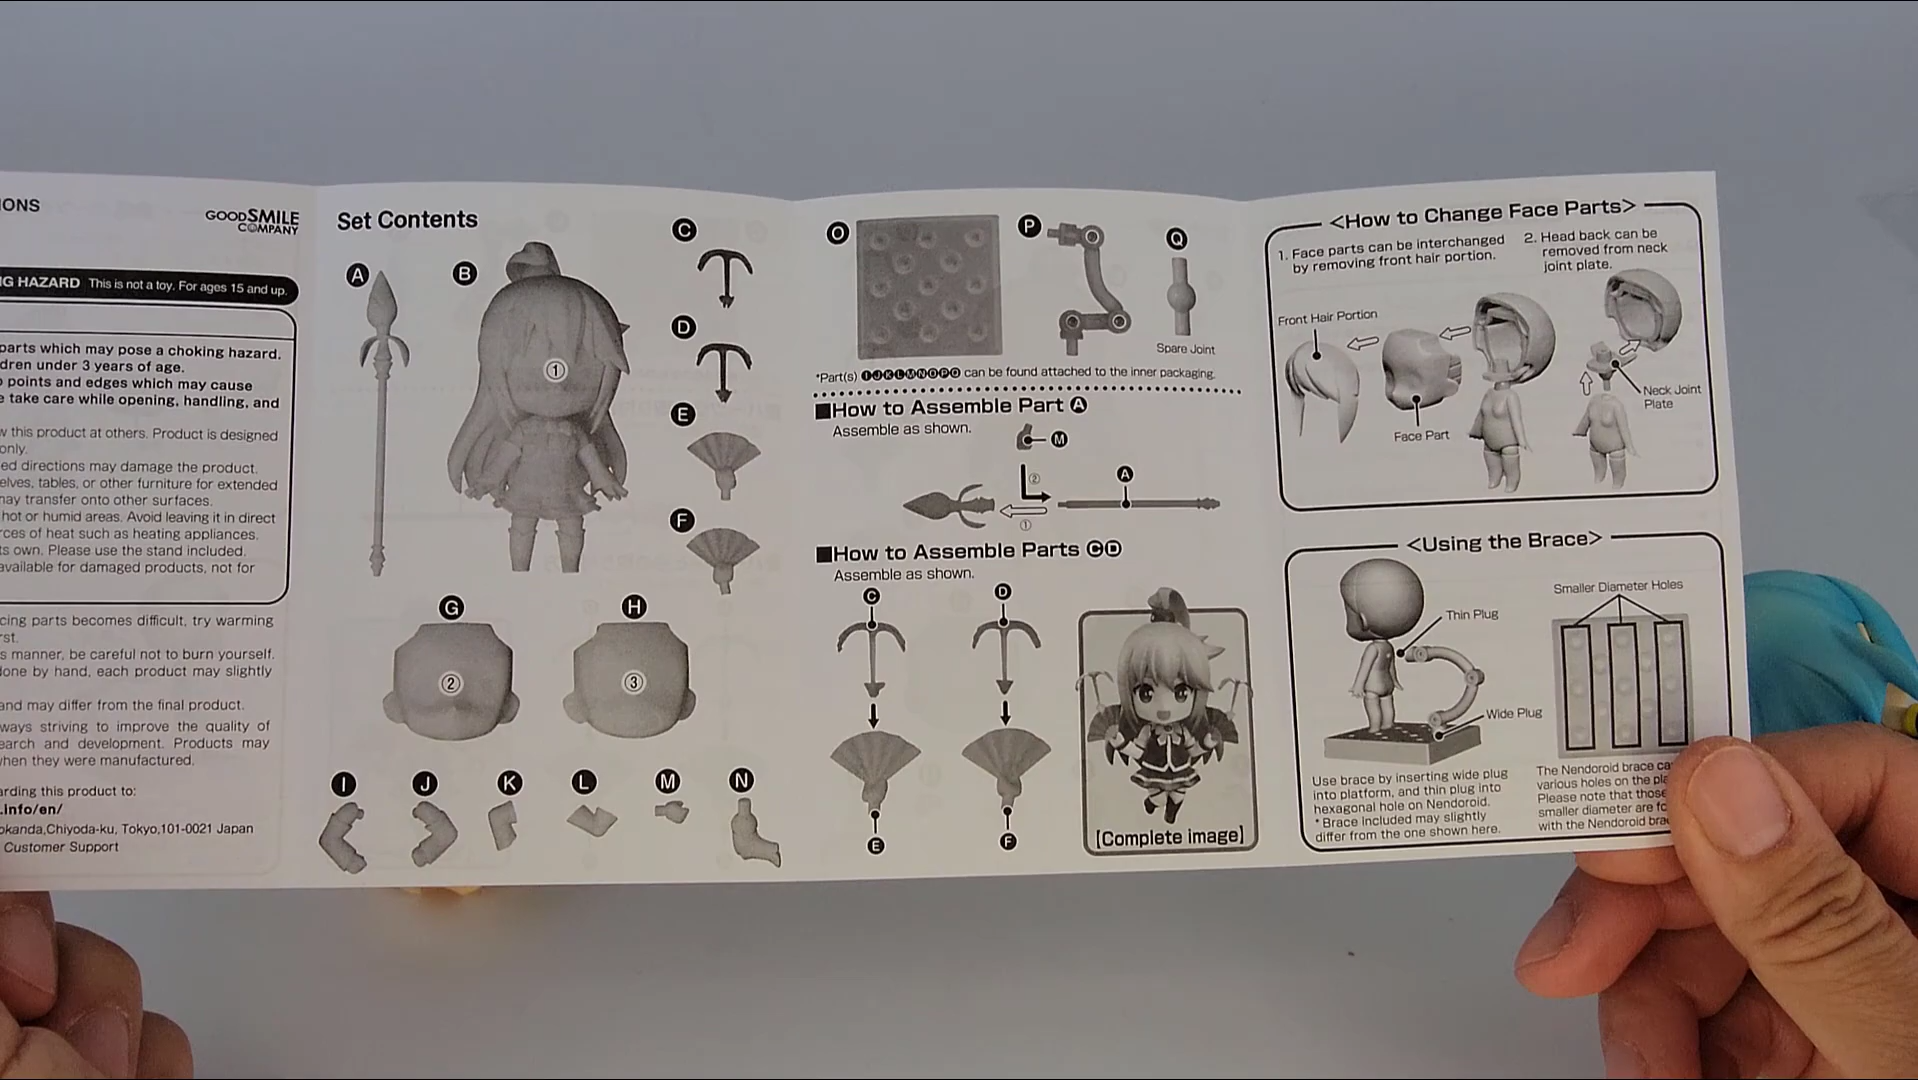 IONS
GOODSMILE
COMPANY
G HAZARD This is not a toy. For ages 15 and up.
parts which may pose a choking hazard.
dren under 3 years of age.
points and edges which may cause
take care while opening, handling, and
this product at others. Product is designed
only.
ed directions may damage the product.
elves, tables, or other furniture for extended
may transfer onto other surfaces.
hot or humid areas. Avoid leaving it in direct
rces of heat such as heating appliances.
ts own. Please use the stand included.
available for damaged products, not for
cing parts becomes difficult, try warming
rst.
s manner, be careful not to burn yourself.
done by hand, each product may slightly
and may differ from the final product.
ways striving to improve the quality of
earch and development. Products may
when they were manufactured.
arding this product to:
.info/en/
okanda,Chiyoda-ku, Tokyo,101-0021 Japan
Customer Support
Set Contents
A
B
C
①
D
E
F
G
H
②
③
I
J
K
L
M
N
O
P
Q
Spare Joint
*Part(s) I J K L M N O P Q can be found attached to the inner packaging.
■How to Assemble Part A
Assemble as shown.
M
②
A
①
■How to Assemble Parts C D
Assemble as shown.
C
D
E
F
[Complete image]
<How to Change Face Parts>
1. Face parts can be interchanged
by removing front hair portion.
2. Head back can be
removed from neck
joint plate.
Front Hair Portion
Face Part
Neck Joint
Plate
<Using the Brace>
Thin Plug
Wide Plug
Smaller Diameter Holes
Use brace by inserting wide plug
into platform, and thin plug into
hexagonal hole on Nendoroid.
* Brace included may slightly
differ from the one shown here.
The Nendoroid brace ca
various holes on the pla
Please note that those
smaller diameter are fo
with the Nendoroid bra